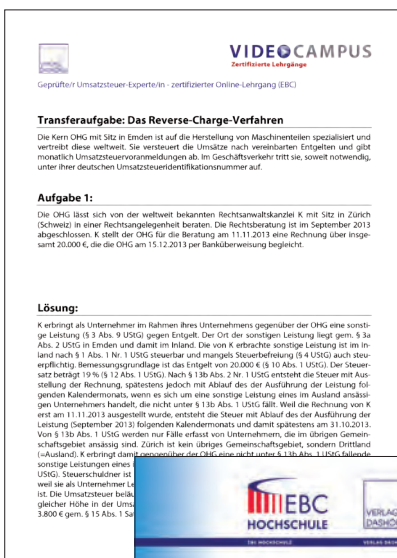 VIDEOCAMPUS
Zertifizierte Lehrgänge
Geprüfte/r Umsatzsteuer-Experte/in - zertifizierter Online-Lehrgang (EBC)
Transferaufgabe: Das Reverse-Charge-Verfahren
Die Kern OHG mit Sitz in Emden ist auf die Herstellung von Maschinenteilen spezialisiert und
vertreibt diese weltweit. Sie versteuert die Umsätze nach vereinbarten Entgelten und gibt
monatlich Umsatzsteuervoranmeldungen ab. Im Geschäftsverkehr tritt sie, soweit notwendig,
unter ihrer deutschen Umsatzsteueridentifikationsnummer auf.
Aufgabe 1:
Die OHG lässt sich von der weltweit bekannten Rechtsanwaltskanzlei K mit Sitz in Zürich
(Schweiz) in einer Rechtsangelegenheit beraten. Die Rechtsberatung ist im September 2013
abgeschlossen. K stellt der OHG für die Beratung am 11.11.2013 eine Rechnung über insge-
samt 20.000 €, die die OHG am 15.12.2013 per Banküberweisung begleicht.
Lösung:
K erbringt als Unternehmer im Rahmen ihres Unternehmens gegenüber der OHG eine sonsti-
ge Leistung (§ 3 Abs. 9 UStG) gegen Entgelt. Der Ort der sonstigen Leistung liegt gem. § 3a
Abs. 2 UStG in Emden und damit im Inland. Die von K erbrachte sonstige Leistung ist im In-
land nach § 1 Abs. 1 Nr. 1 UStG steuerbar und mangels Steuerbefreiung (§ 4 UStG) auch steu-
erpflichtig. Bemessungsgrundlage ist das Entgelt von 20.000 € (§ 10 Abs. 1 UStG). Der Steuer-
satz beträgt 19 % (§ 12 Abs. 1 UStG). Nach § 13b Abs. 2 Nr. 1 UStG entsteht die Steuer mit Aus-
stellung der Rechnung, spätestens jedoch mit Ablauf des der Ausführung der Leistung fol-
genden Kalendermonats, wenn es sich um eine sonstige Leistung eines im Ausland ansässi-
gen Unternehmers handelt, die nicht unter § 13b Abs. 1 UStG fällt. Weil die Rechnung von K
erst am 11.11.2013 ausgestellt wurde, entsteht die Steuer mit Ablauf des der Ausführung der
Leistung (September 2013) folgenden Kalendermonats und damit spätestens am 31.10.2013.
Von § 13b Abs. 1 UStG werden nur Fälle erfasst von Unternehmern, die im übrigen Gemein-
schaftsgebiet ansässig sind. Zürich ist kein übriges Gemeinschaftsgebiet, sondern Drittland
(=Ausland). K erbringt damit gegenüber der OHG eine nicht unter § 13b Abs. 1 UStG fallende
sonstige Leistungen eines i
UStG). Steuerschuldner ist
weil sie als Unternehmer Le
ist. Die Umsatzsteuer beläu
gleicher Höhe in der Umsa
3.800 € gem. § 15 Abs. 1 Sa
EBC
HOCHSCHULE
VERLAG
DASHÖ
EBC HOCHSCHULE
VERLAG DASHÖ